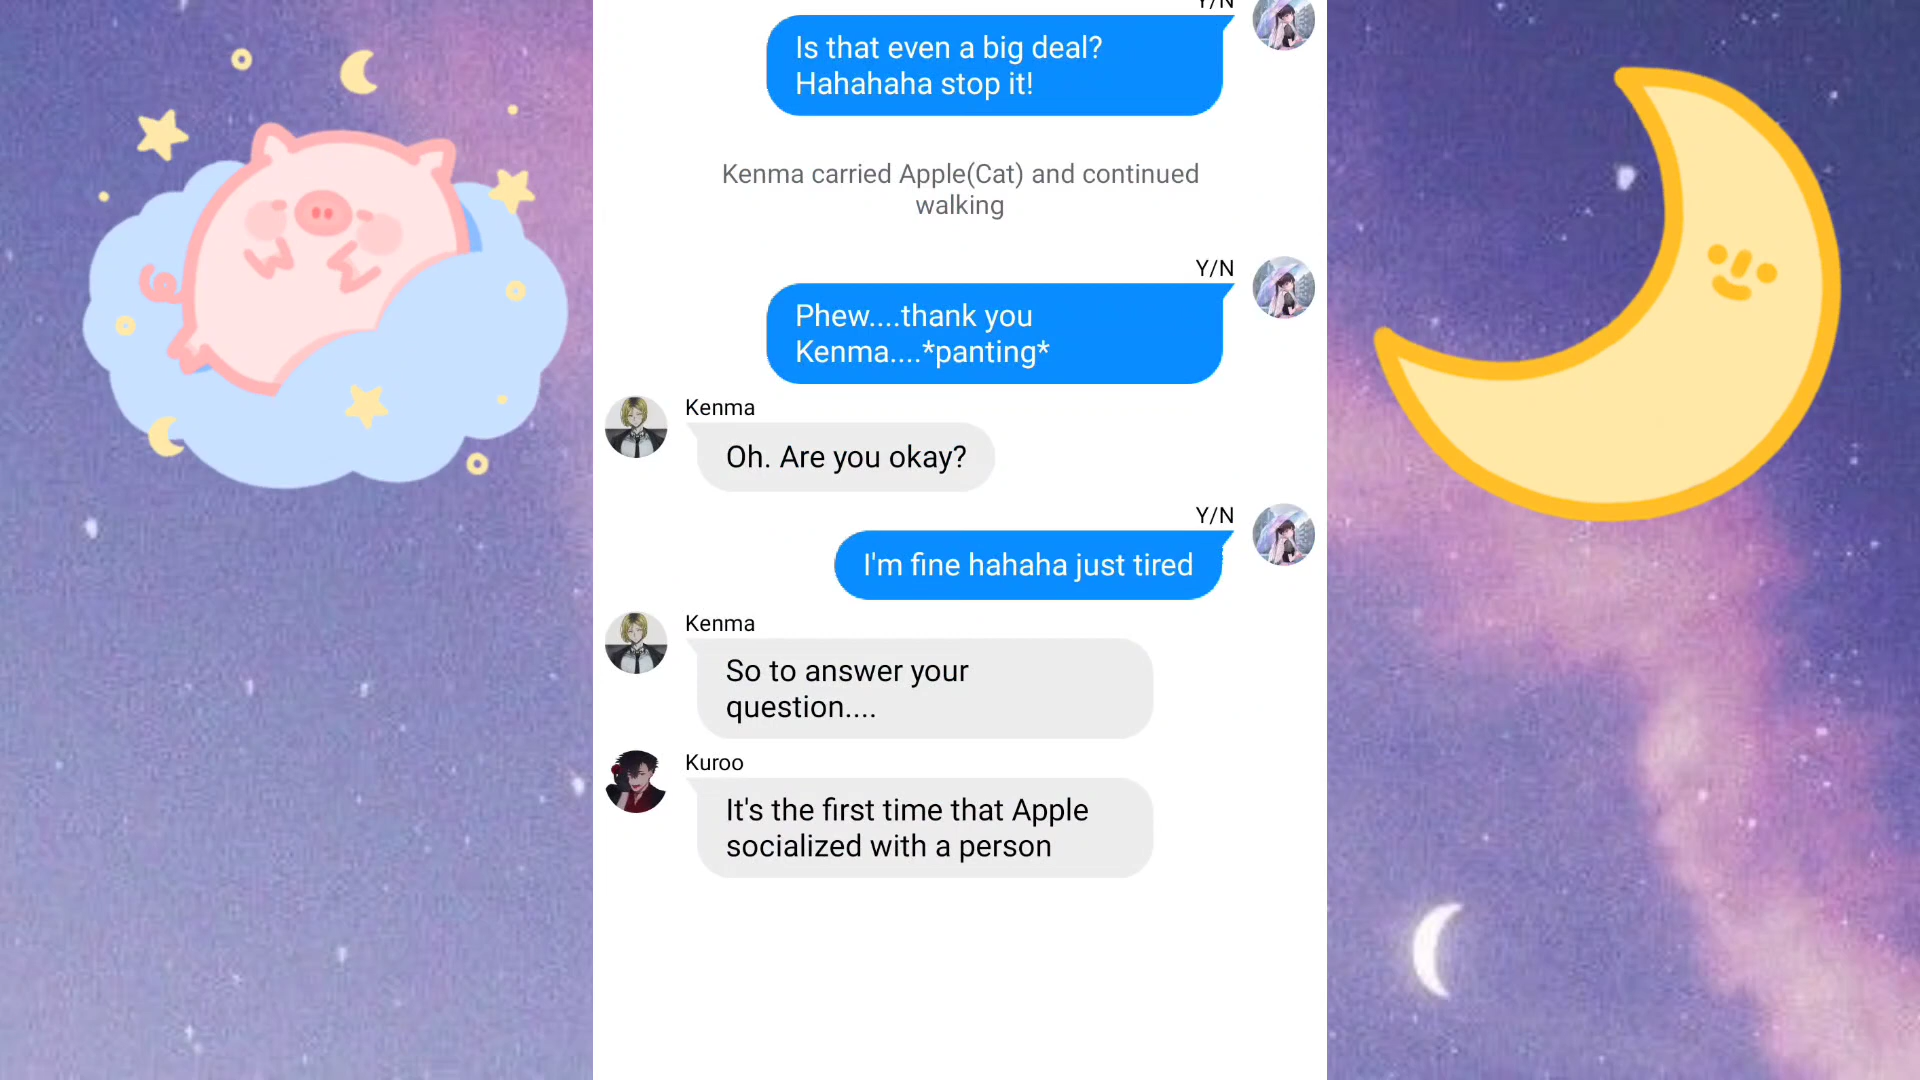 Y/N
Is that even a big deal?
Hahahaha stop it!
Kenma carried Apple(Cat) and continued
walking
Y/N
Phew....thank you
Kenma....*panting*
Kenma
Oh. Are you okay?
Y/N
I'm fine hahaha just tired
Kenma
So to answer your
question....
Kuroo
It's the first time that Apple
socialized with a person